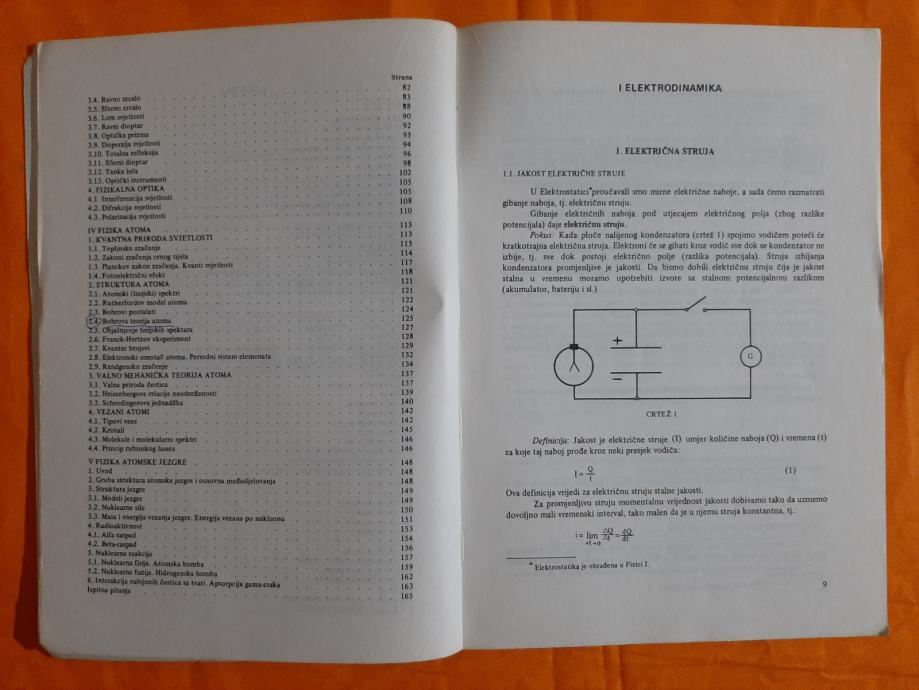 Strana
3.4. Ravno zrcalo 82
3.5. Sferno zrcalo 83
3.6. Lom svjetlosti 88
3.7. Ravni dioptar 90
3.8. Optička prizma 92
3.9. Disperzija svjetlosti 93
3.10. Totalna refleksija 94
3.11. Sferni dioptar 96
3.12. Tanka leča 98
3.13. Optički instrumenti 102
4. FIZIKALNA OPTIKA 105
4.1. Interferencija svjetlosti 105
4.2. Difrakcija svjetlosti 108
4.3. Polarizacija svjetlosti 110
IV FIZIKA ATOMA 113
1. KVANTNA PRIRODA SVJETLOSTI 113
1.1. Toplinsko zračenje 113
1.2. Zakoni zračenja crnog tijela 114
1.3. Planckov zakon zračenja. Kvanti svjetlosti 117
1.4. Fotoelektrični efekt 118
2. STRUKTURA ATOMA 121
2.1. Atomski (linijski) spektri 121
2.2. Rutherfordov model atoma 122
2.3. Bohrovi postulati 124
2.4. Bohrova teorija atoma 125
2.5. Objašnjenje linijskih spektara 127
2.6. Franck-Hertzov eksperiment 128
2.7. Kvantni brojevi 129
2.8. Elektronski omotač atoma. Periodni sistem elemenata 132
2.9. Rendgensko zračenje 134
3. VALNO MEHANIČKA TEORIJA ATOMA 137
3.1. Valna priroda čestica 137
3.2. Heisenbergove relacije neodređenosti 139
3.3. Schrodingerova jednadžba 140
4. VEZANI ATOMI 142
4.1. Tipovi veze 142
4.2. Kristali 145
4.3. Molekule i molekularni spektri 146
4.4. Princip rubinskog lasera 146
V FIZIKA ATOMSKE JEZGRE 148
1. Uvod 148
2. Gruba struktura atomske jezgre i osnovna međudjelovanja 148
3. Struktura jezgre 149
3.1. Modeli jezgre 149
3.2. Nuklearne sile 150
3.3. Masa i energija vezanja jezgre. Energija vezana po nukleonu 151
4. Radioaktivnost 153
4.1. Alfa raspad 154
4.2. Beta-raspad 156
5. Nuklearne reakcije 157
5.1. Nuklearna fisija. Atomska bomba 159
5.2. Nuklearna fuzija. Hidrogenska bomba 162
6. Interakcija nabijenih čestica sa tvari. Apsorpcija gama-zraka 163
Ispitna pitanja 165
I ELEKTRODINAMIKA
1. ELEKTRIČNA STRUJA
1.1. JAKOST ELEKTRIČNE STRUJE
U Elektrostatici*proučavali smo mirne električne naboje, a sada ćemo razmatrati
gibanje naboja, tj. električnu struju.
Gibanje električnih naboja pod utjecajem električnog polja (zbog razlike
potencijala) daje električnu struju.
Pokus: Kada ploče nabijenog kondenzatora (crtež 1) spojimo vodičem poteći će
kratkotrajna električna struja. Elektroni će se gibati kroz vodič sve dok se kondenzator ne
izbije, tj. sve dok postoji električno polje (razlika potencijala). Struja izbijanja
kondenzatora promjenljive je jakosti. Da bismo dobili električnu struju čija je jakost
stalna u vremenu moramo upotrebiti izvore sa stalnom potencijalnom razlikom
(akumulator, bateriju i sl.)
+
−
G
CRTEŽ 1
Definicija: Jakost je električne struje (I) omjer količine naboja (Q) i vremena (t)
za koje taj naboj prođe kroz neki presjek vodiča:
I = Q/t (1)
Ova definicija vrijedi za električnu struju stalne jakosti.
Za promjenljivu struju momentalnu vrijednost jakosti dobivamo tako da uzmemo
dovoljno mali vremenski interval, tako malen da je u njemu struja konstantna, tj.:
i = lim ΔQ/Δt = dQ/dt
* Elektrostatika je obrađena u Fizici I.
9